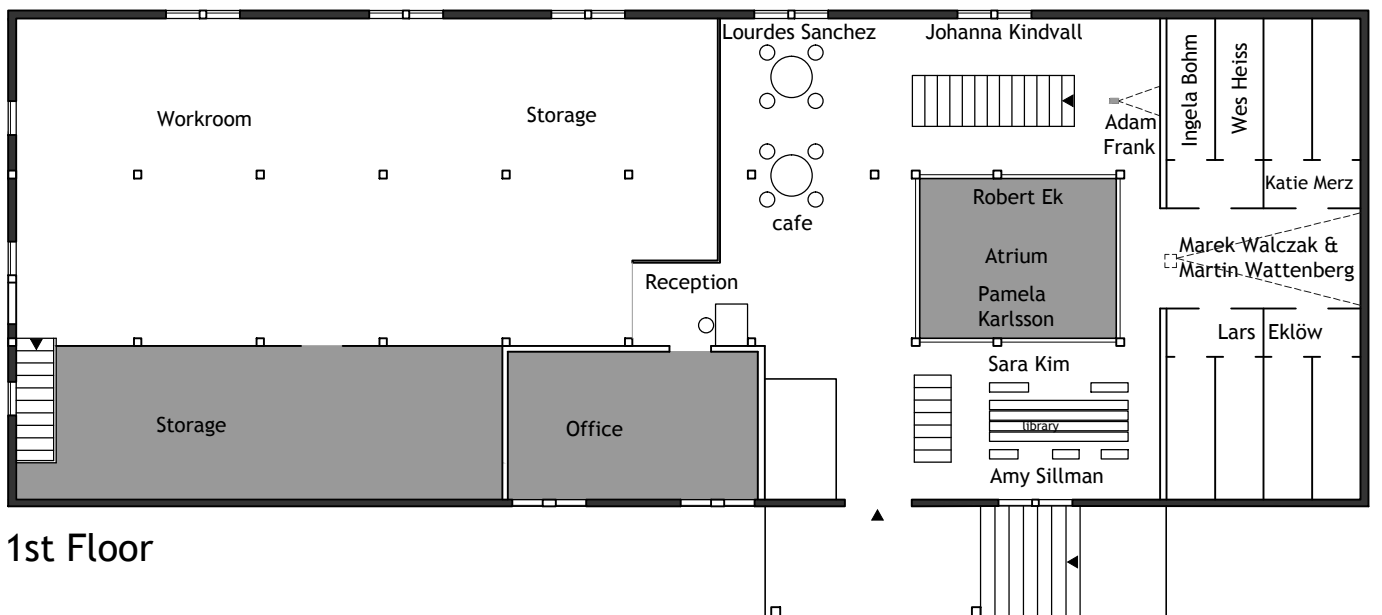 Lourdes Sanchez
Johanna Kindvall
Ingela Bohm
Wes Heiss
Workroom
Storage
Adam
Frank
Katie Merz
Robert Ek
cafe
Atrium
Marek Walczak &
Martin Wattenberg
Reception
Pamela
Karlsson
Lars Eklöw
Sara Kim
Storage
Office
library
Amy Sillman
1st Floor